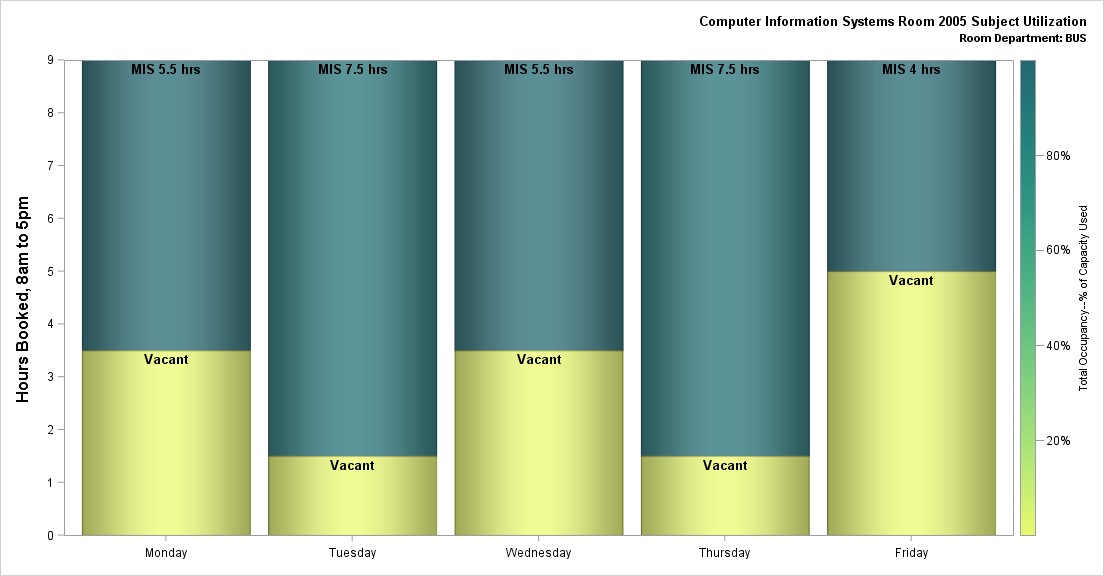 Computer Information Systems Room 2005 Subject Utilization
Room Department: BUS
Hours Booked, 8am to 5pm
9
8
7
6
5
4
3
2
1
0
MIS 5.5 hrs
MIS 7.5 hrs
MIS 5.5 hrs
MIS 7.5 hrs
MIS 4 hrs
Vacant
Vacant
Vacant
Vacant
Vacant
Monday
Tuesday
Wednesday
Thursday
Friday
80%
60%
40%
20%
Total Occupancy--% of Capacity Used